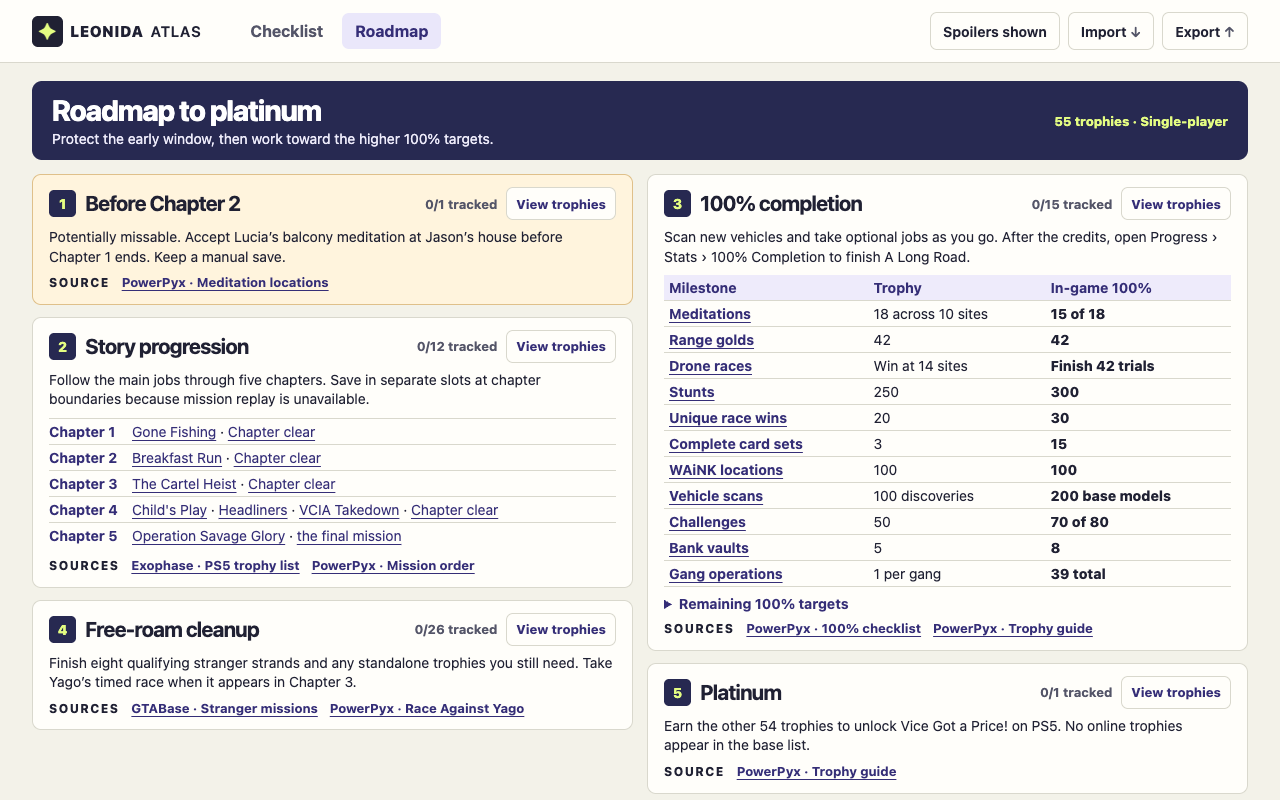 LEONIDA ATLAS
Checklist
Roadmap
Spoilers shown
Import ↓
Export ↑
Roadmap to platinum
Protect the early window, then work toward the higher 100% targets.
55 trophies · Single-player
1 Before Chapter 2 0/1 tracked View trophies
Potentially missable. Accept Lucia’s balcony meditation at Jason’s house before
Chapter 1 ends. Keep a manual save.
SOURCE PowerPyx · Meditation locations
2 Story progression 0/12 tracked View trophies
Follow the main jobs through five chapters. Save in separate slots at chapter
boundaries because mission replay is unavailable.
Chapter 1 Gone Fishing · Chapter clear
Chapter 2 Breakfast Run · Chapter clear
Chapter 3 The Cartel Heist · Chapter clear
Chapter 4 Child's Play · Headliners · VCIA Takedown · Chapter clear
Chapter 5 Operation Savage Glory · the final mission
SOURCES Exophase · PS5 trophy list PowerPyx · Mission order
3 100% completion 0/15 tracked View trophies
Scan new vehicles and take optional jobs as you go. After the credits, open Progress ›
Stats › 100% Completion to finish A Long Road.
Milestone Trophy In-game 100%
Meditations 18 across 10 sites 15 of 18
Range golds 42 42
Drone races Win at 14 sites Finish 42 trials
Stunts 250 300
Unique race wins 20 30
Complete card sets 3 15
WAiNK locations 100 100
Vehicle scans 100 discoveries 200 base models
Challenges 50 70 of 80
Bank vaults 5 8
Gang operations 1 per gang 39 total
▶ Remaining 100% targets
SOURCES PowerPyx · 100% checklist PowerPyx · Trophy guide
4 Free-roam cleanup 0/26 tracked View trophies
Finish eight qualifying stranger strands and any standalone trophies you still need. Take
Yago’s timed race when it appears in Chapter 3.
SOURCES GTABase · Stranger missions PowerPyx · Race Against Yago
5 Platinum 0/1 tracked View trophies
Earn the other 54 trophies to unlock Vice Got a Price! on PS5. No online trophies
appear in the base list.
SOURCE PowerPyx · Trophy guide